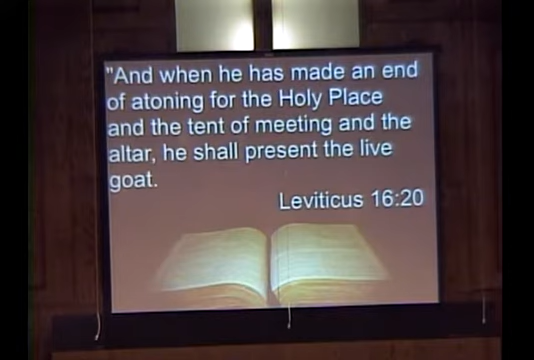 "And when he has made an end
of atoning for the Holy Place
and the tent of meeting and the
altar, he shall present the live
goat.
Leviticus 16:20